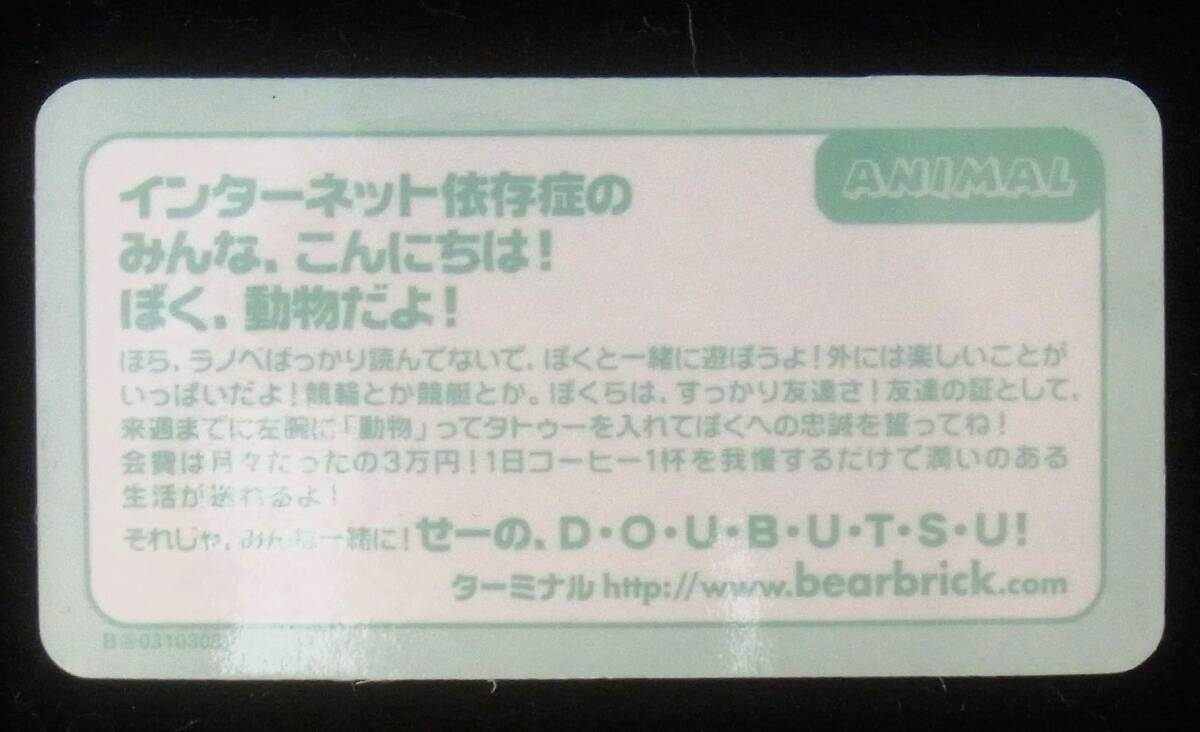 ANIMAL
インターネット依存症の
みんな、こんにちは！
ぼく、動物だよ！
ほら、ラノベばっかり読んでないで、ぼくと一緒に遊ぼうよ！外には楽しいことが
いっぱいだよ！競輪とか競艇とか。ぼくらは、すっかり友達さ！友達の証として、
来週までに左腕に「動物」ってタトゥーを入れてぼくへの忠誠を誓ってね！
会費は月々たったの3万円！1日コーヒー1杯を我慢するだけで潤いのある
生活が送れるよ！
それじゃ、みんな一緒に！せーの、D・O・U・B・U・T・S・U!
ターミナル http://www.bearbrick.com